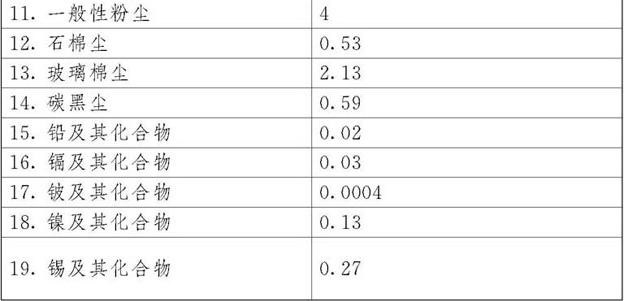 11. 一般性粉尘 4
12. 石棉尘 0.53
13. 玻璃棉尘 2.13
14. 碳黑尘 0.59
15. 铅及其化合物 0.02
16. 镉及其化合物 0.03
17. 铍及其化合物 0.0004
18. 镍及其化合物 0.13
19. 锡及其化合物 0.27